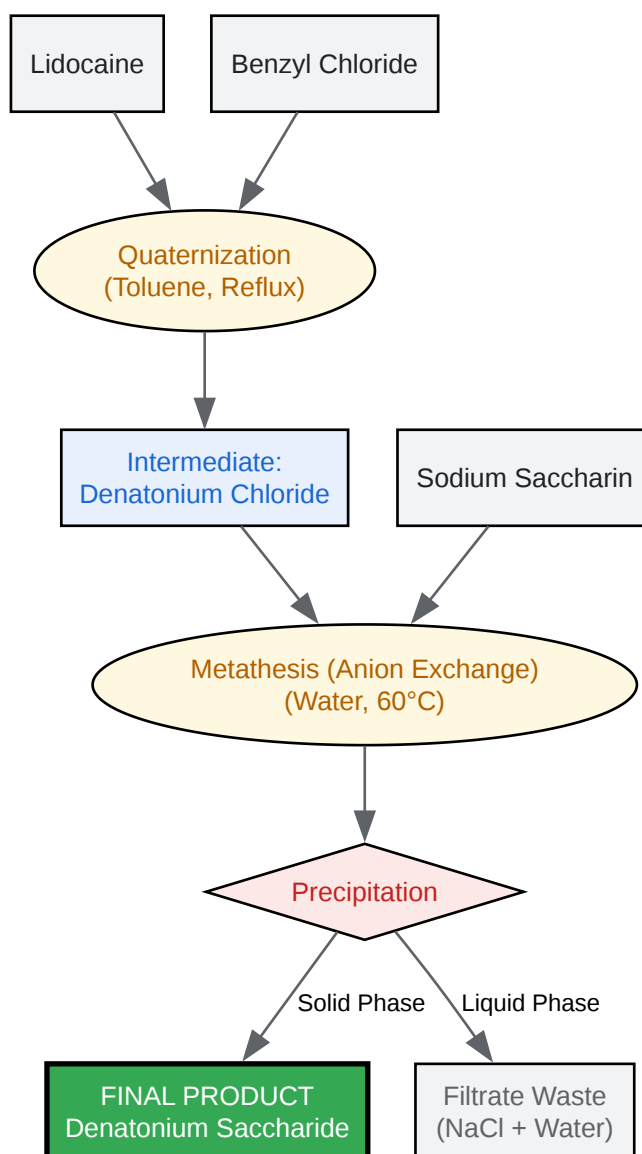 Lidocaine
Benzyl Chloride
Quaternization
(Toluene, Reflux)
Intermediate:
Denatonium Chloride
Sodium Saccharin
Metathesis (Anion Exchange)
(Water, 60°C)
Precipitation
Solid Phase
Liquid Phase
FINAL PRODUCT
Denatonium Saccharide
Filtrate Waste
(NaCl + Water)